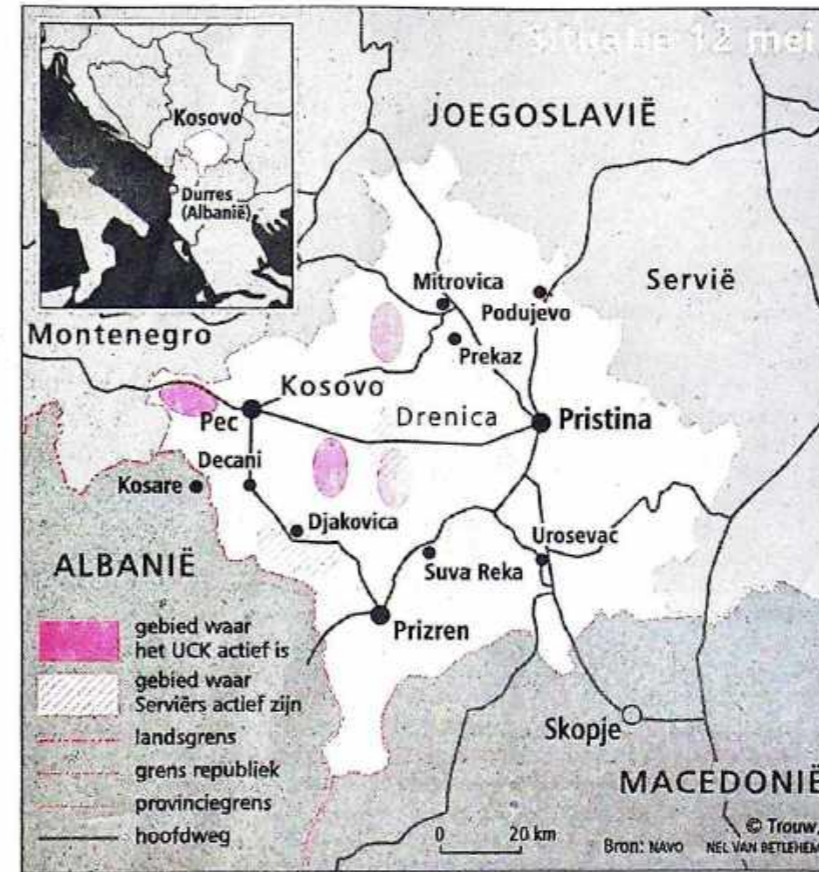 Situatie 12 mei
Kosovo
Durres
(Albanië)
JOEGOSLAVIË
Servië
Montenegro
Mitrovica
Podujevo
Prekaz
Kosovo
Drenica
Pec
Pristina
Decani
Kosare
Djakovica
Urosevac
ALBANIË
Suva Reka
Prizren
gebied waar
het UCK actief is
gebied waar
Serviërs actief zijn
landsgrens
grens republiek
provinciegrens
hoofdweg
Skopje
MACEDONIË
0 20 km
© Trouw,
Bron: NAVO NEL VAN BETLEHEM